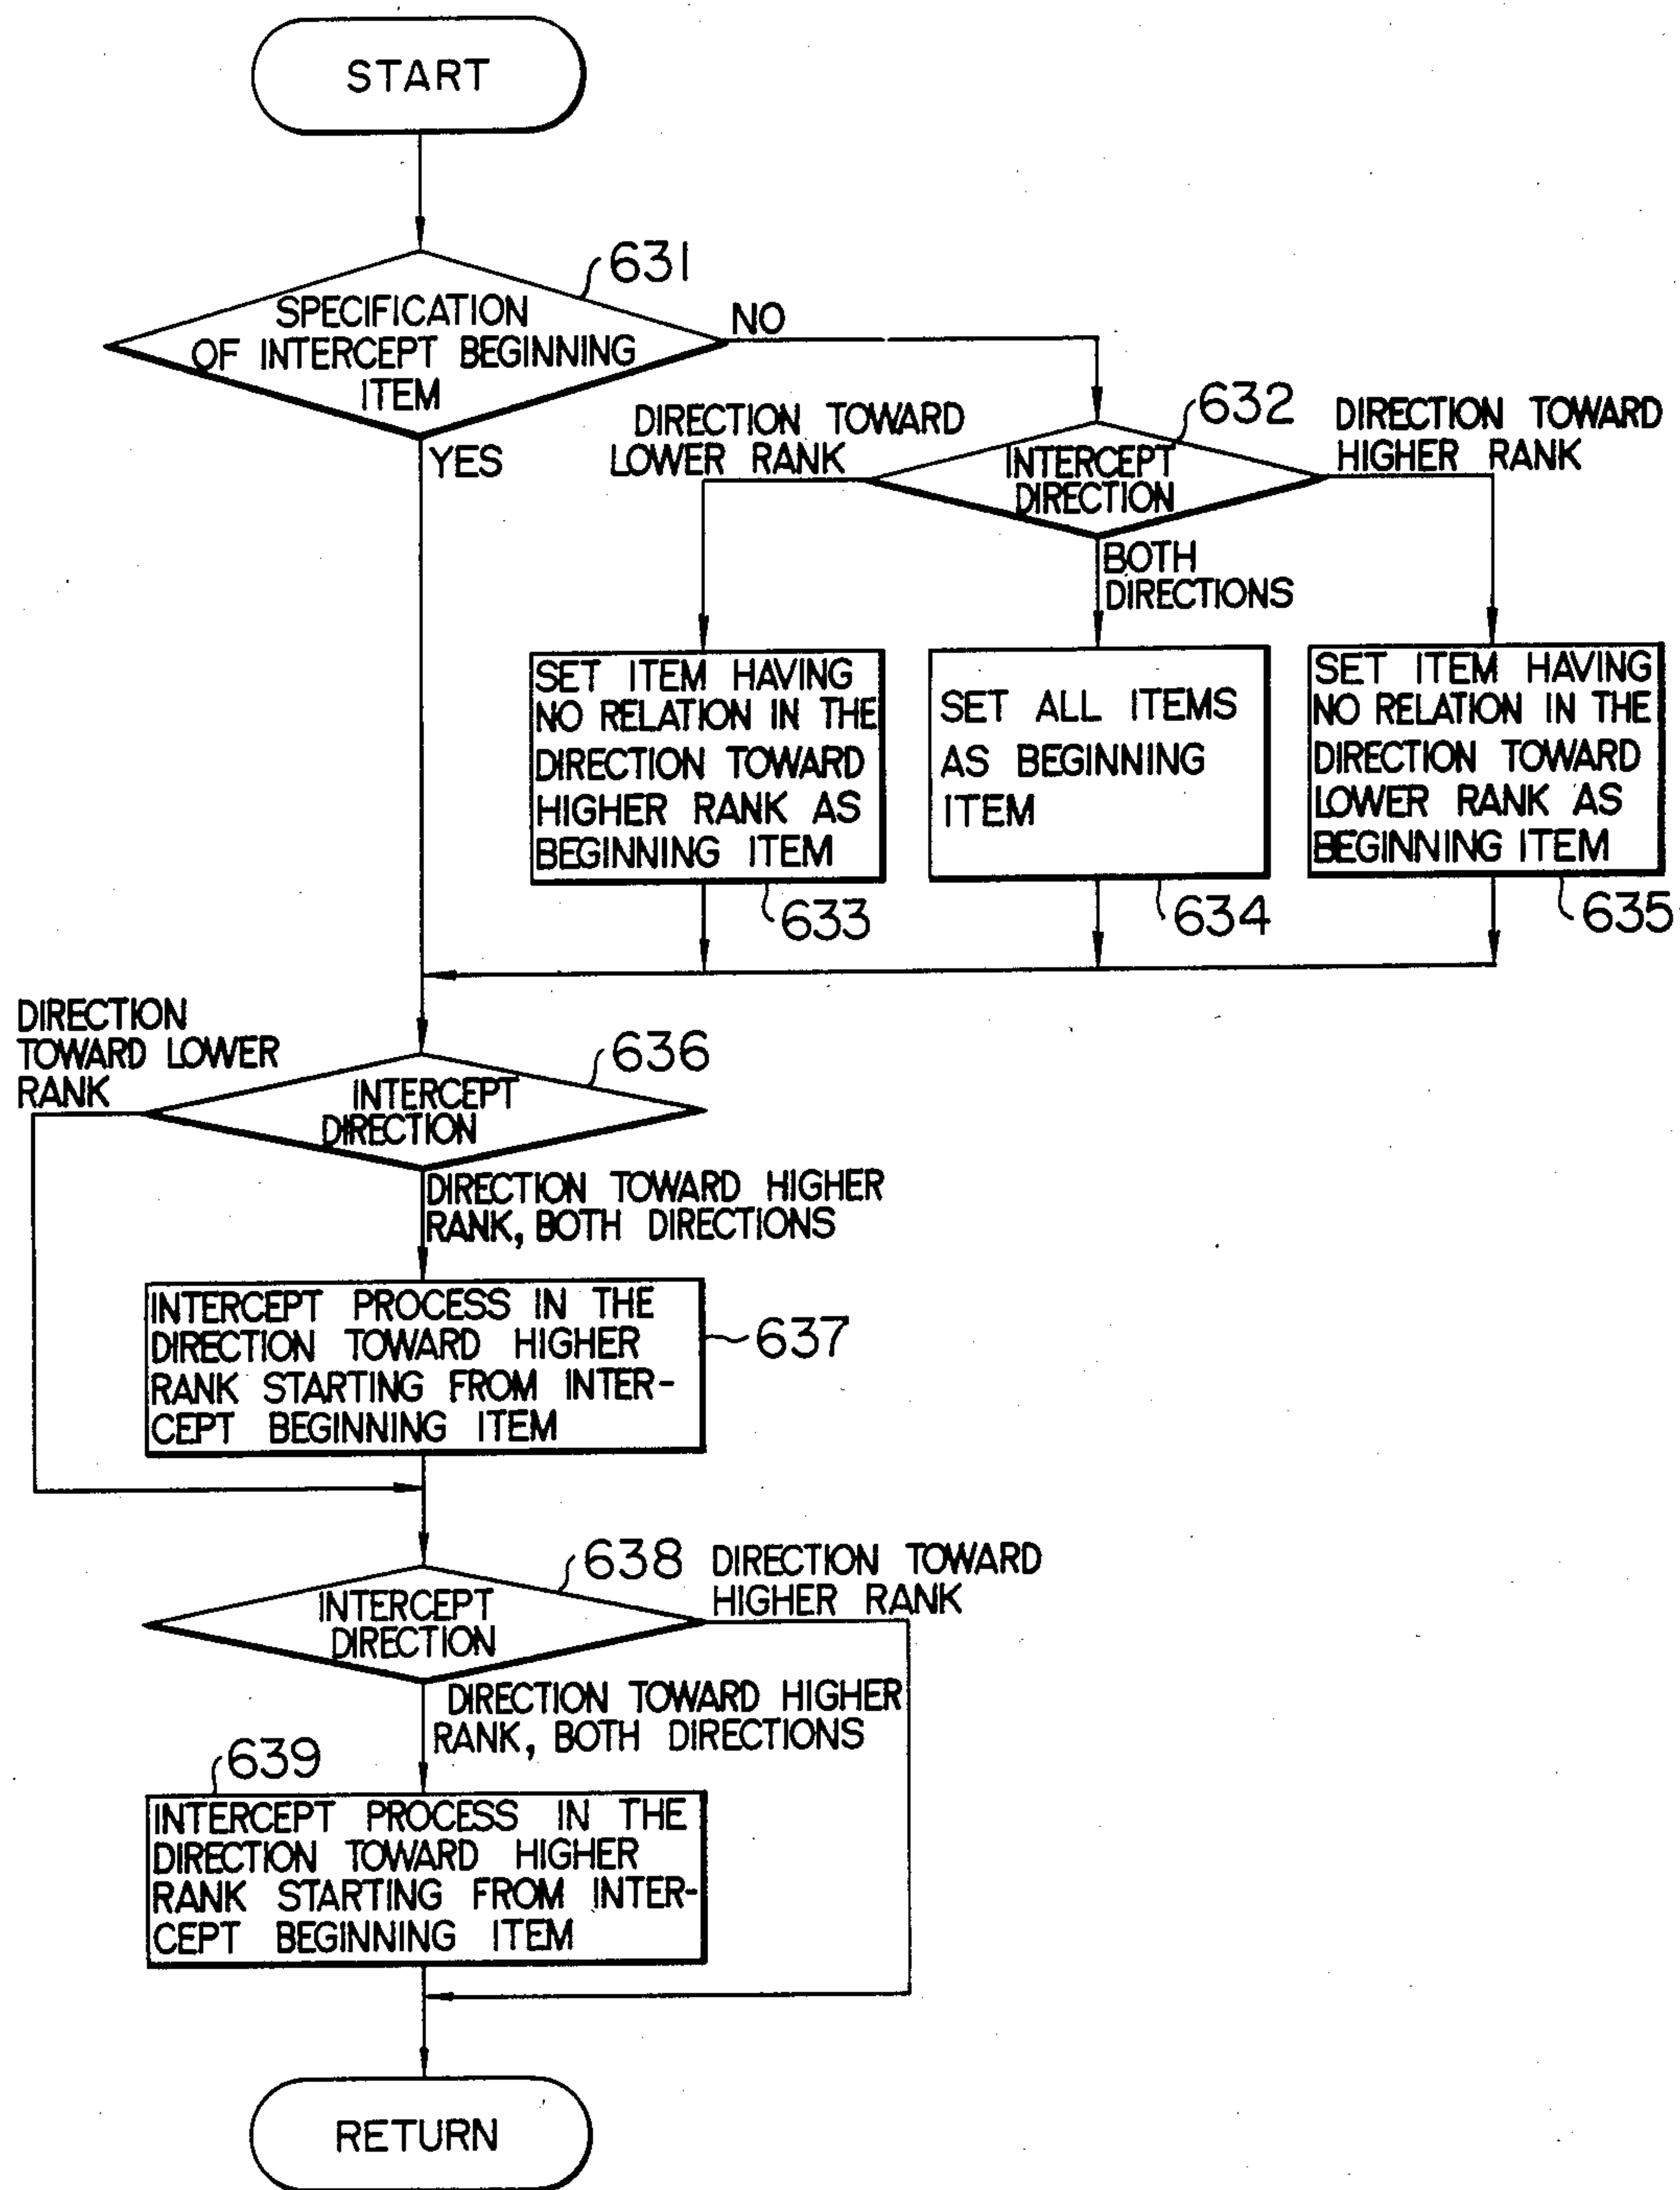 START
631
SPECIFICATION
OF INTERCEPT BEGINNING
ITEM
NO
YES
632
DIRECTION TOWARD
LOWER RANK
INTERCEPT
DIRECTION
DIRECTION TOWARD
HIGHER RANK
BOTH
DIRECTIONS
SET ITEM HAVING
NO RELATION IN THE
DIRECTION TOWARD
HIGHER RANK AS
BEGINNING ITEM
633
SET ALL ITEMS
AS BEGINNING
ITEM
634
SET ITEM HAVING
NO RELATION IN THE
DIRECTION TOWARD
LOWER RANK AS
BEGINNING ITEM
635
DIRECTION
TOWARD LOWER
RANK
636
INTERCEPT
DIRECTION
DIRECTION TOWARD HIGHER
RANK, BOTH DIRECTIONS
INTERCEPT PROCESS IN THE
DIRECTION TOWARD HIGHER
RANK STARTING FROM INTER-
CEPT BEGINNING ITEM
637
638
DIRECTION TOWARD
HIGHER RANK
INTERCEPT
DIRECTION
DIRECTION TOWARD HIGHER
RANK, BOTH DIRECTIONS
639
INTERCEPT PROCESS IN THE
DIRECTION TOWARD HIGHER
RANK STARTING FROM INTER-
CEPT BEGINNING ITEM
RETURN